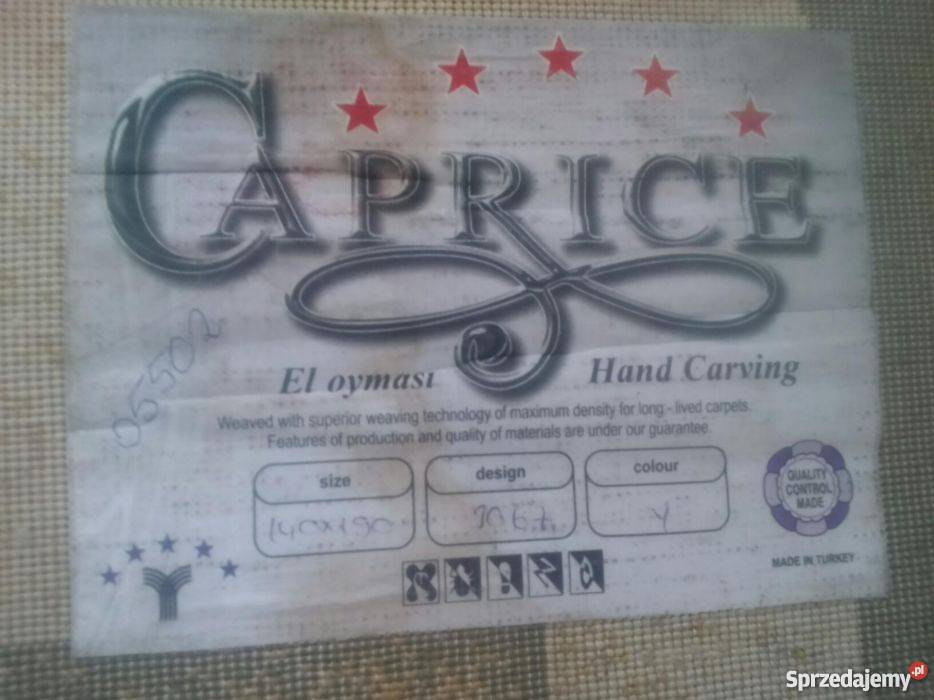 CAPRICE
El oyması Hand Carving
Weaved with superior weaving technology of maximum density for long - lived carpets.
Features of production and quality of materials are under our guarantee.
size design colour
140x190 Y
05502
QUALITY
CONTROL
MADE
MADE IN TURKEY
Sprzedajemy.pl